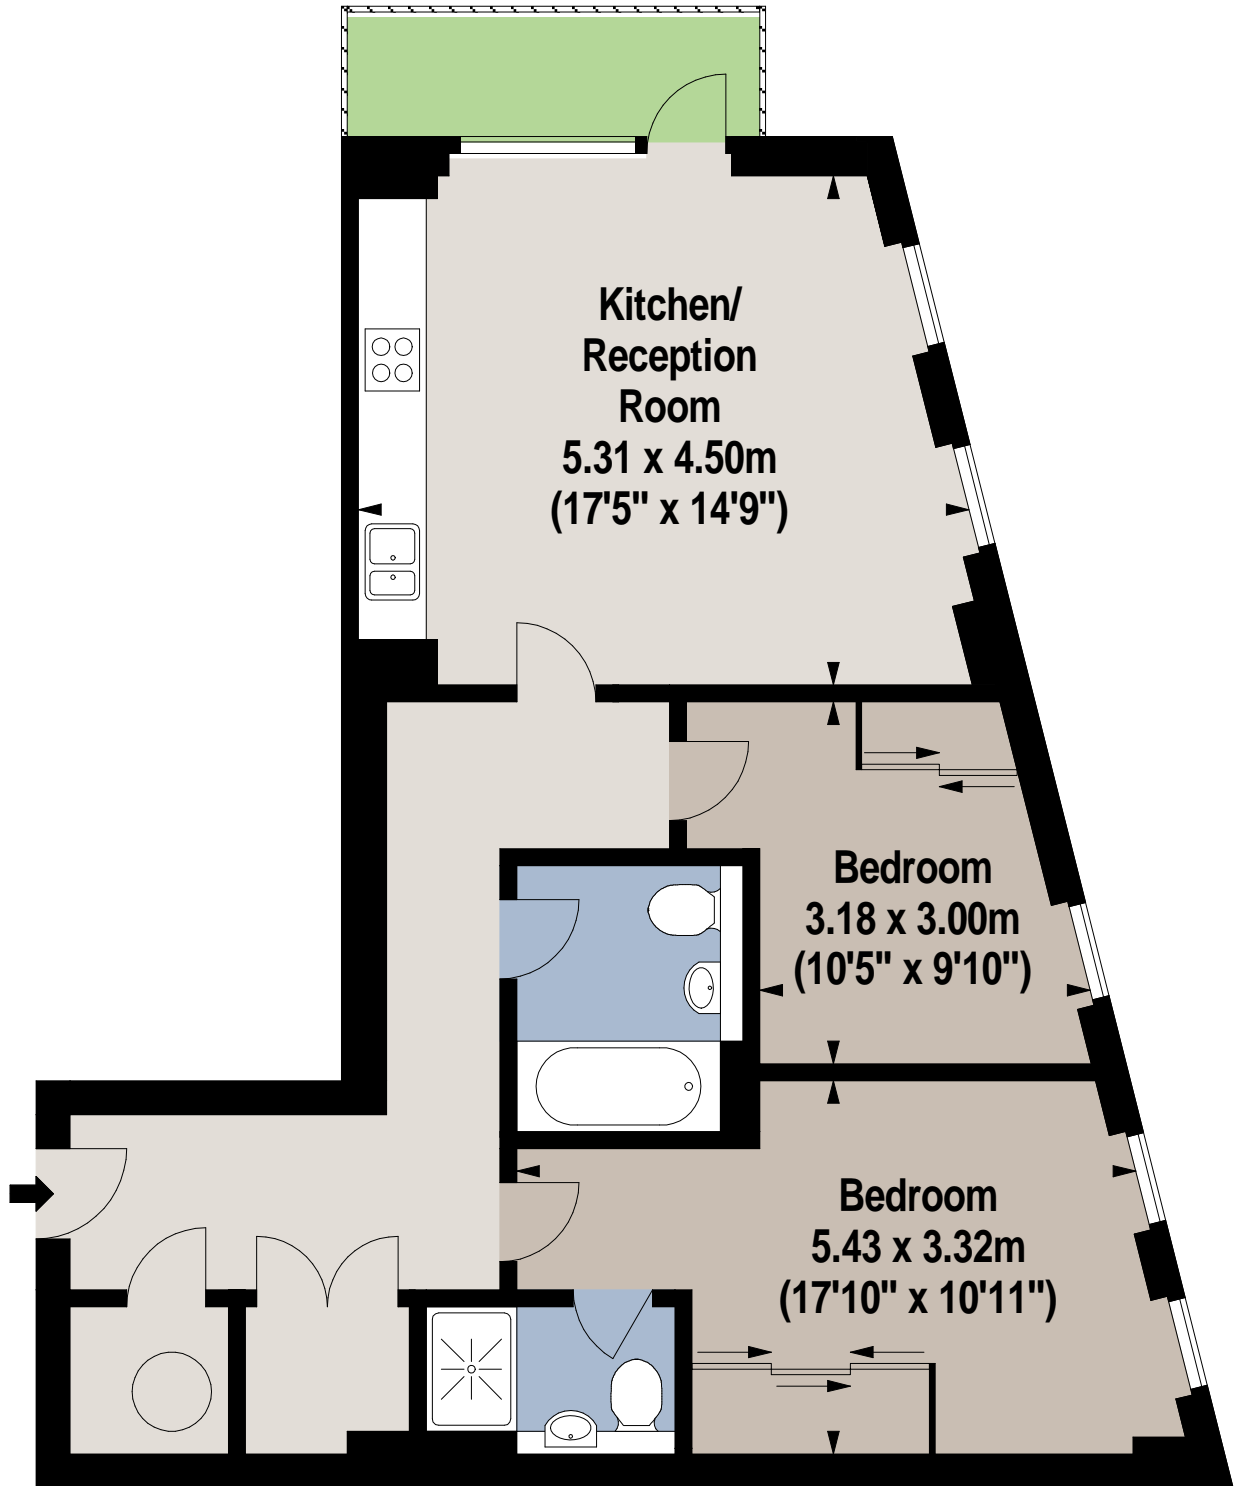 Kitchen/
Reception
Room
5.31 x 4.50m
(17'5" x 14'9")
Bedroom
3.18 x 3.00m
(10'5" x 9'10")
Bedroom
5.43 x 3.32m
(17'10" x 10'11")